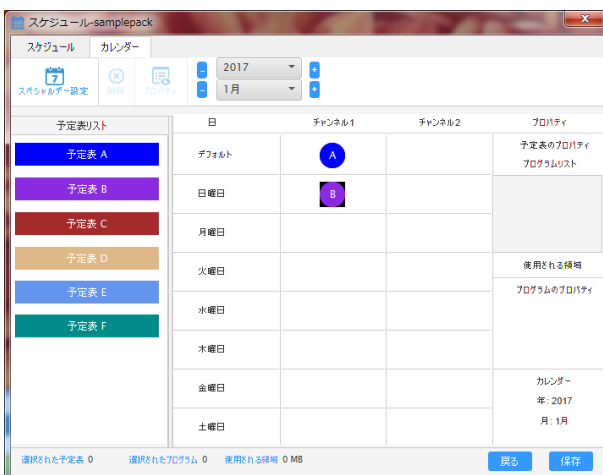 スケジュール-samplepack
スケジュール カレンダー
7
スペシャルデー設定 削除 プロパティ
- 2017 +
- 1月 +
予定表リスト 日 チャンネル1 チャンネル2 プロパティ
予定表 A
予定表 B
予定表 C
予定表 D
予定表 E
予定表 F
デフォルト A
日曜日 B
月曜日
火曜日
水曜日
木曜日
金曜日
土曜日
予定表のプロパティ
プログラムリスト
使用される領域
プログラムのプロパティ
カレンダー
年: 2017
月: 1月
選択された予定表 0 選択されたプログラム 0 使用される領域 0 MB
戻る 保存